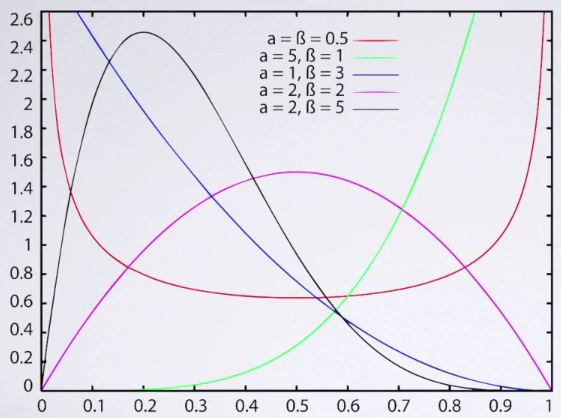 2.6
2.4
2.2
2
1.8
1.6
1.4
1.2
1
0.8
0.6
0.4
0.2
0
a = ß = 0.5
a = 5, ß = 1
a = 1, ß = 3
a = 2, ß = 2
a = 2, ß = 5
0 0.1 0.2 0.3 0.4 0.5 0.6 0.7 0.8 0.9 1